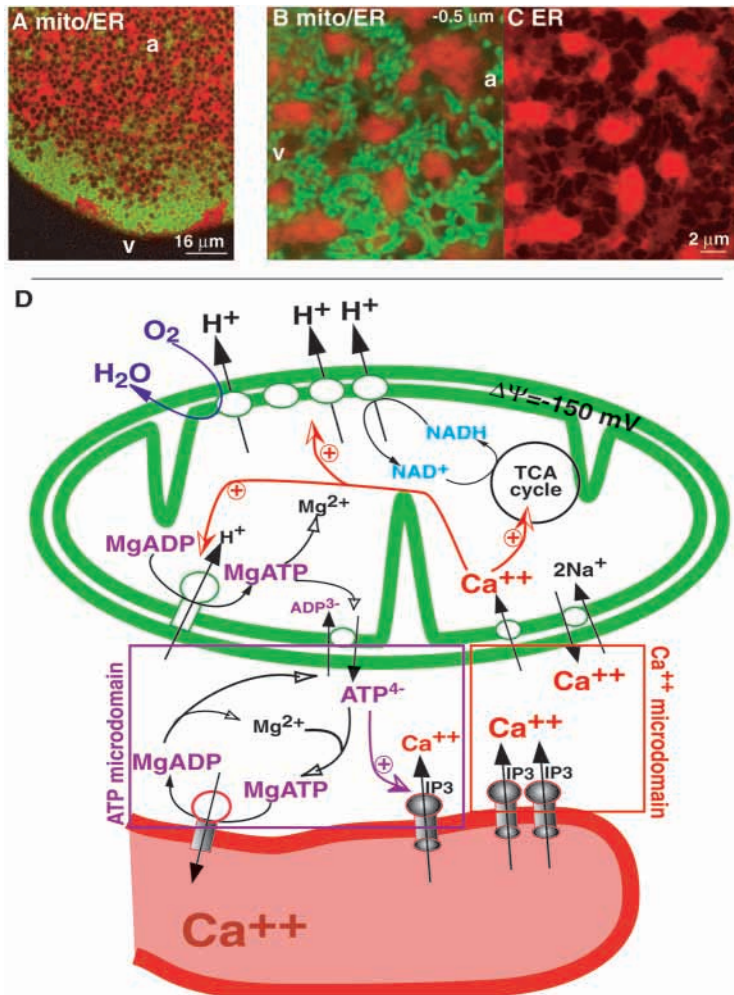 A mito/ER
a
v
16 μm
B mito/ER
-0.5 μm
a
v
C ER
2 μm
D
H+
H+
H+
O2
H2O
ΔΨ=-150 mV
NADH
NAD+
TCA
cycle
+
+
+
Mg2+
MgADP
H+
MgATP
Ca++
2Na+
ADP3-
Ca++
ATP microdomain
Ca++ microdomain
ATP4-
Mg2+
MgADP
MgATP
+
Ca++
IP3
Ca++
IP3
IP3
Ca++